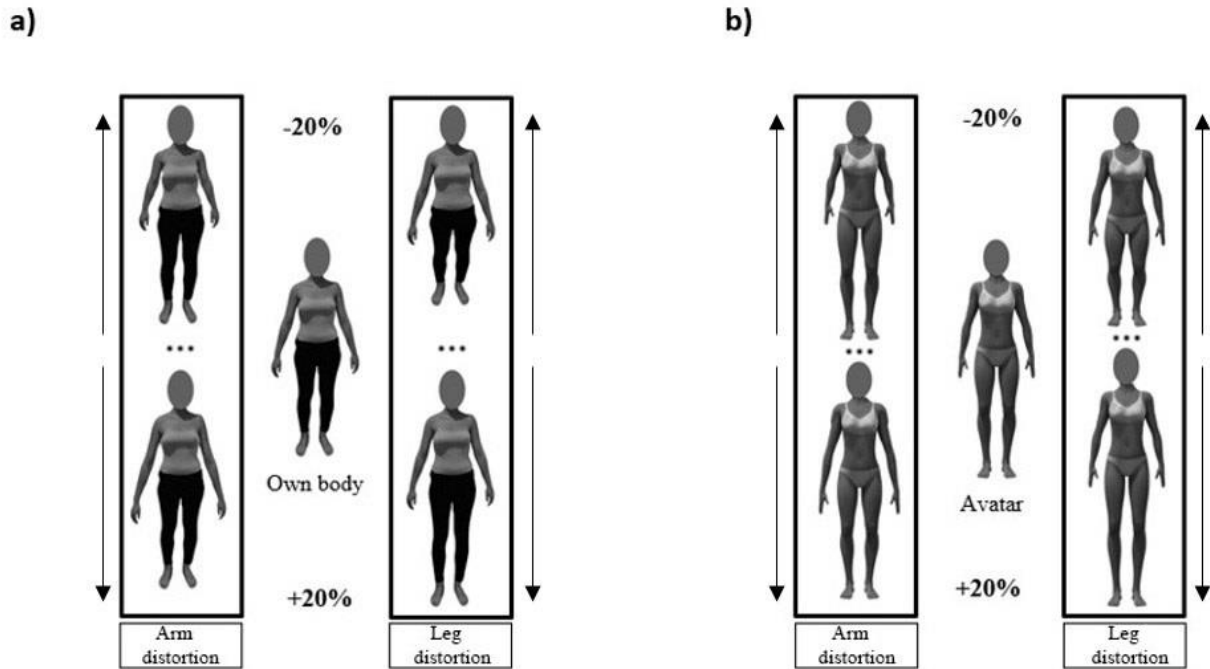 a)
-20%
...
...
Own body
+20%
Arm
distortion
Leg
distortion
b)
-20%
...
...
Avatar
+20%
Arm
distortion
Leg
distortion